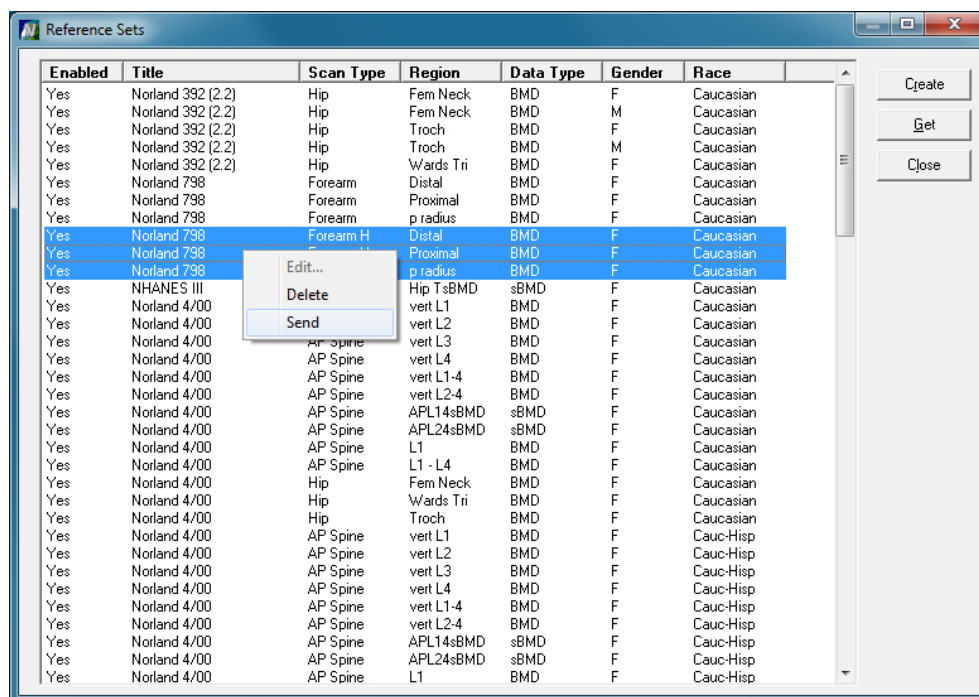 Reference Sets
Enabled Title Scan Type Region Data Type Gender Race
Yes Norland 392 (2.2) Hip Fem Neck BMD F Caucasian
Yes Norland 392 (2.2) Hip Fem Neck BMD M Caucasian
Yes Norland 392 (2.2) Hip Troch BMD F Caucasian
Yes Norland 392 (2.2) Hip Troch BMD M Caucasian
Yes Norland 392 (2.2) Hip Wards Tri BMD F Caucasian
Yes Norland 798 Forearm Distal BMD F Caucasian
Yes Norland 798 Forearm Proximal BMD F Caucasian
Yes Norland 798 Forearm p radius BMD F Caucasian
Yes Norland 798 Forearm H Distal BMD F Caucasian
Yes Norland 798 Proximal BMD F Caucasian
Yes Norland 798 p radius BMD F Caucasian
Yes NHANES III Hip TsBMD sBMD F Caucasian
Yes Norland 4/00 vert L1 BMD F Caucasian
Yes Norland 4/00 vert L2 BMD F Caucasian
Yes Norland 4/00 AP Spine vert L3 BMD F Caucasian
Yes Norland 4/00 AP Spine vert L4 BMD F Caucasian
Yes Norland 4/00 AP Spine vert L1-4 BMD F Caucasian
Yes Norland 4/00 AP Spine vert L2-4 BMD F Caucasian
Yes Norland 4/00 AP Spine APL14sBMD sBMD F Caucasian
Yes Norland 4/00 AP Spine APL24sBMD sBMD F Caucasian
Yes Norland 4/00 AP Spine L1 BMD F Caucasian
Yes Norland 4/00 AP Spine L1 - L4 BMD F Caucasian
Yes Norland 4/00 Hip Fem Neck BMD F Caucasian
Yes Norland 4/00 Hip Wards Tri BMD F Caucasian
Yes Norland 4/00 Hip Troch BMD F Caucasian
Yes Norland 4/00 AP Spine vert L1 BMD F Cauc-Hisp
Yes Norland 4/00 AP Spine vert L2 BMD F Cauc-Hisp
Yes Norland 4/00 AP Spine vert L3 BMD F Cauc-Hisp
Yes Norland 4/00 AP Spine vert L4 BMD F Cauc-Hisp
Yes Norland 4/00 AP Spine vert L1-4 BMD F Cauc-Hisp
Yes Norland 4/00 AP Spine vert L2-4 BMD F Cauc-Hisp
Yes Norland 4/00 AP Spine APL14sBMD sBMD F Cauc-Hisp
Yes Norland 4/00 AP Spine APL24sBMD sBMD F Cauc-Hisp
Yes Norland 4/00 AP Spine L1 BMD F Cauc-Hisp
Edit...
Delete
Send
Create
Get
Close